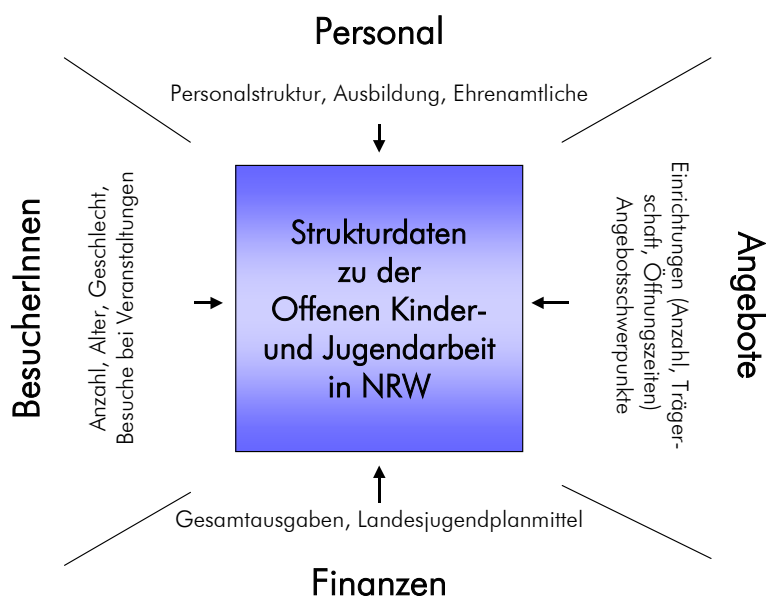 Personal
Personalstruktur, Ausbildung, Ehrenamtliche
BesucherInnen
Anzahl, Alter, Geschlecht,
Besuche bei Veranstaltungen
Strukturdaten
zu der
Offenen Kinder-
und Jugendarbeit
in NRW
Einrichtungen (Anzahl, Träger-
schaft, Öffnungszeiten)
Angebotsschwerpunkte
Angebote
Gesamtausgaben, Landesjugendplanmittel
Finanzen